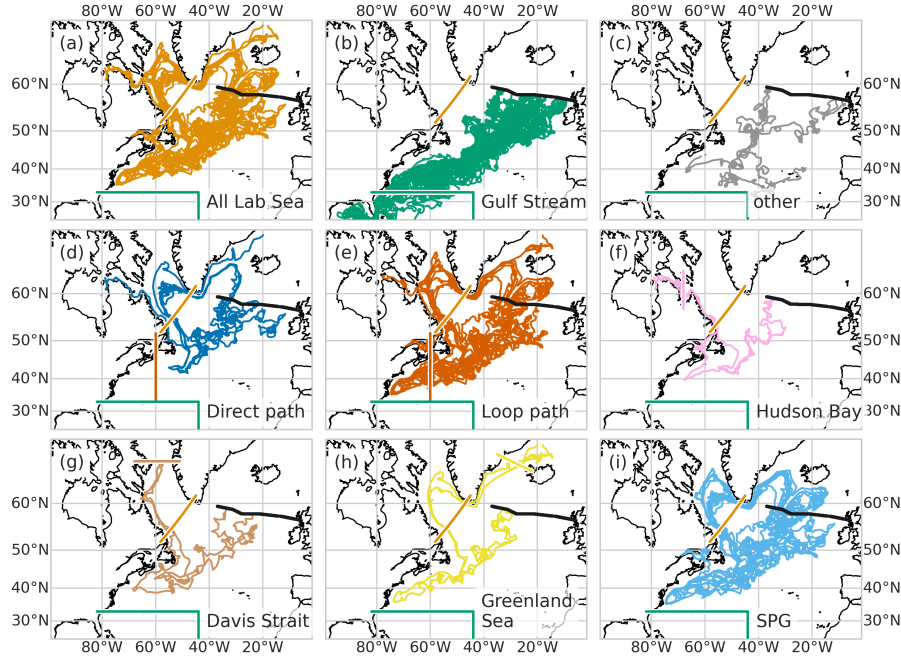 80°W 60°W 40°W 20°W 80°W 60°W 40°W 20°W 80°W 60°W 40°W 20°W
(a) (b) (c)
60°N 60°N
50°N 50°N
40°N 40°N
30°N 30°N
All Lab Sea Gulf Stream other
(d) (e) (f)
60°N 60°N
50°N 50°N
40°N 40°N
30°N 30°N
Direct path Loop path Hudson Bay
(g) (h) (i)
60°N 60°N
50°N 50°N
40°N 40°N
Greenland
30°N 30°N
Davis Strait Sea SPG
80°W 60°W 40°W 20°W 80°W 60°W 40°W 20°W 80°W 60°W 40°W 20°W